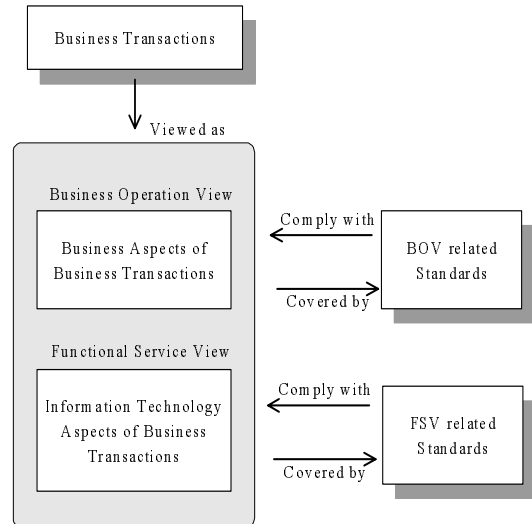 Business Transactions
Viewed as
Business Operation View
Business Aspects of
Business Transactions
Comply with
Covered by
BOV related
Standards
Functional Service View
Information Technology
Aspects of Business
Transactions
Comply with
Covered by
FSV related
Standards